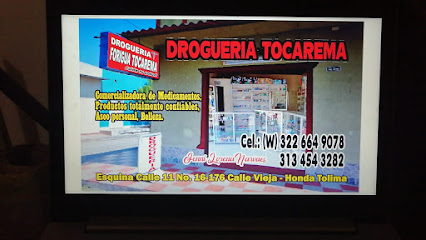 DROGUERIA
FORIGUA TOCAREMA
DROGUERIA TOCAREMA
Comercializadora de Medicamentos.
Productos totalmente confiables,
Aseo personal, Belleza.
Cel.: (W) 322 664 9078
313 454 3282
Esquina Calle 11 No. 16-176 Calle Vieja - Honda Tolima